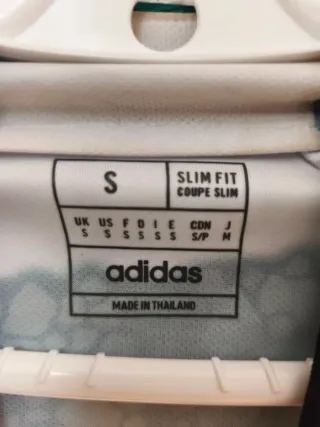 S
SLIM FIT
COUPE SLIM
UK US F D I E CDN J
S S S S S S S/P M
adidas
MADE IN THAILAND